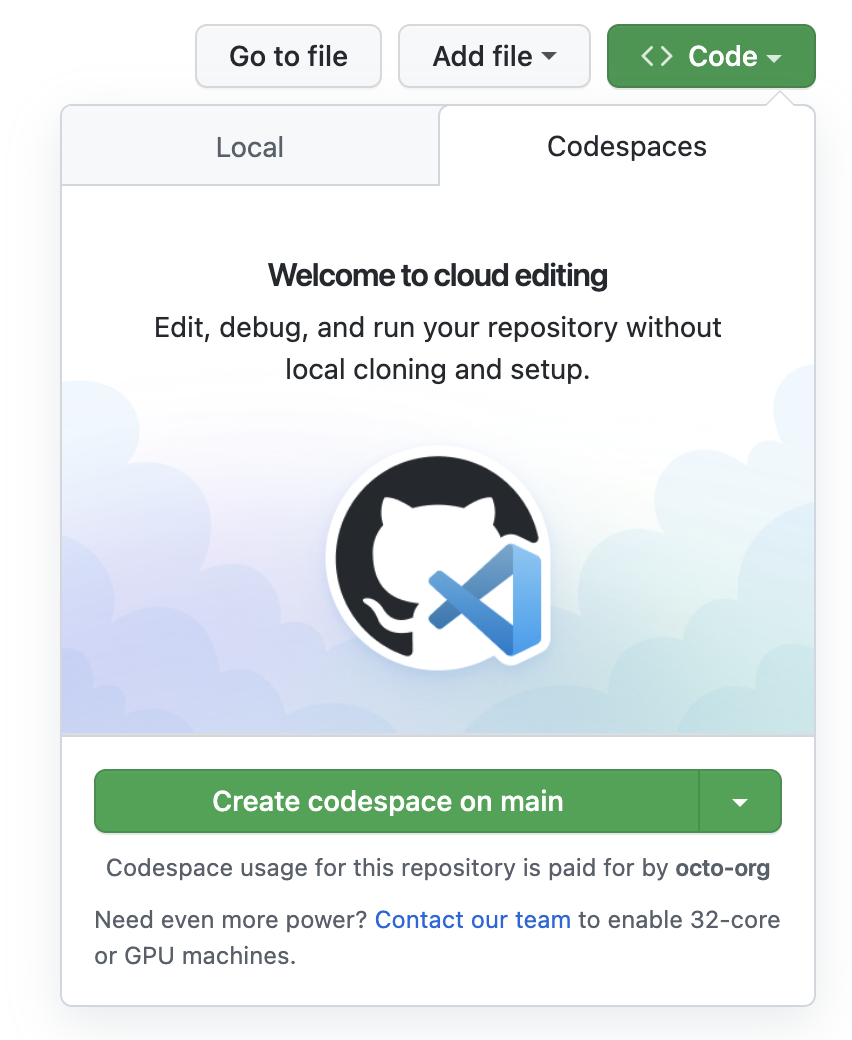 Go to file
Add file
Code
Local
Codespaces
Welcome to cloud editing
Edit, debug, and run your repository without
local cloning and setup.
Create codespace on main
Codespace usage for this repository is paid for by octo-org
Need even more power? Contact our team to enable 32-core
or GPU machines.